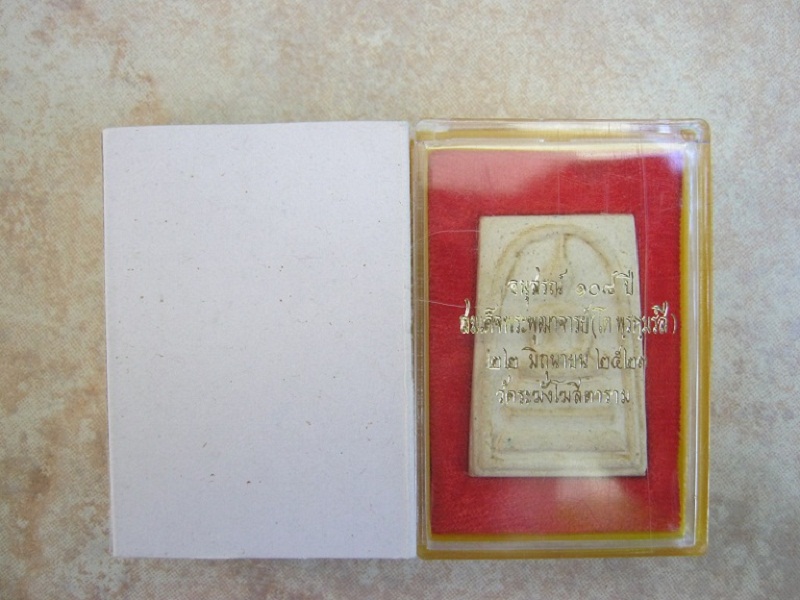 อนุสรณ์ ๑๐๘ ปี
สมเด็จพระพุฒาจารย์ (โต พฺรหฺมรํสี)
๒๒ มิถุนายน ๒๕๒๓
วัดระฆังโฆสิตาราม